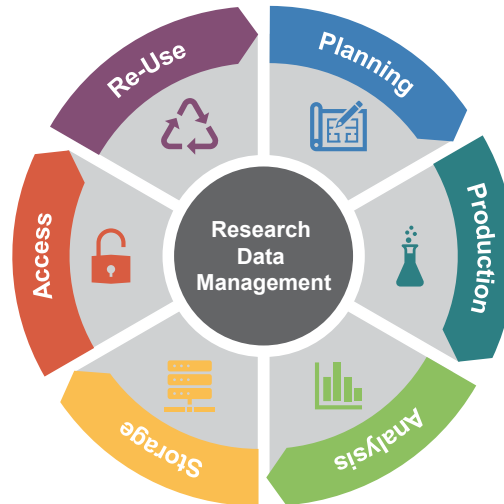 Research
Data
Management
Planning
Production
Analysis
Storage
Access
Re-Use